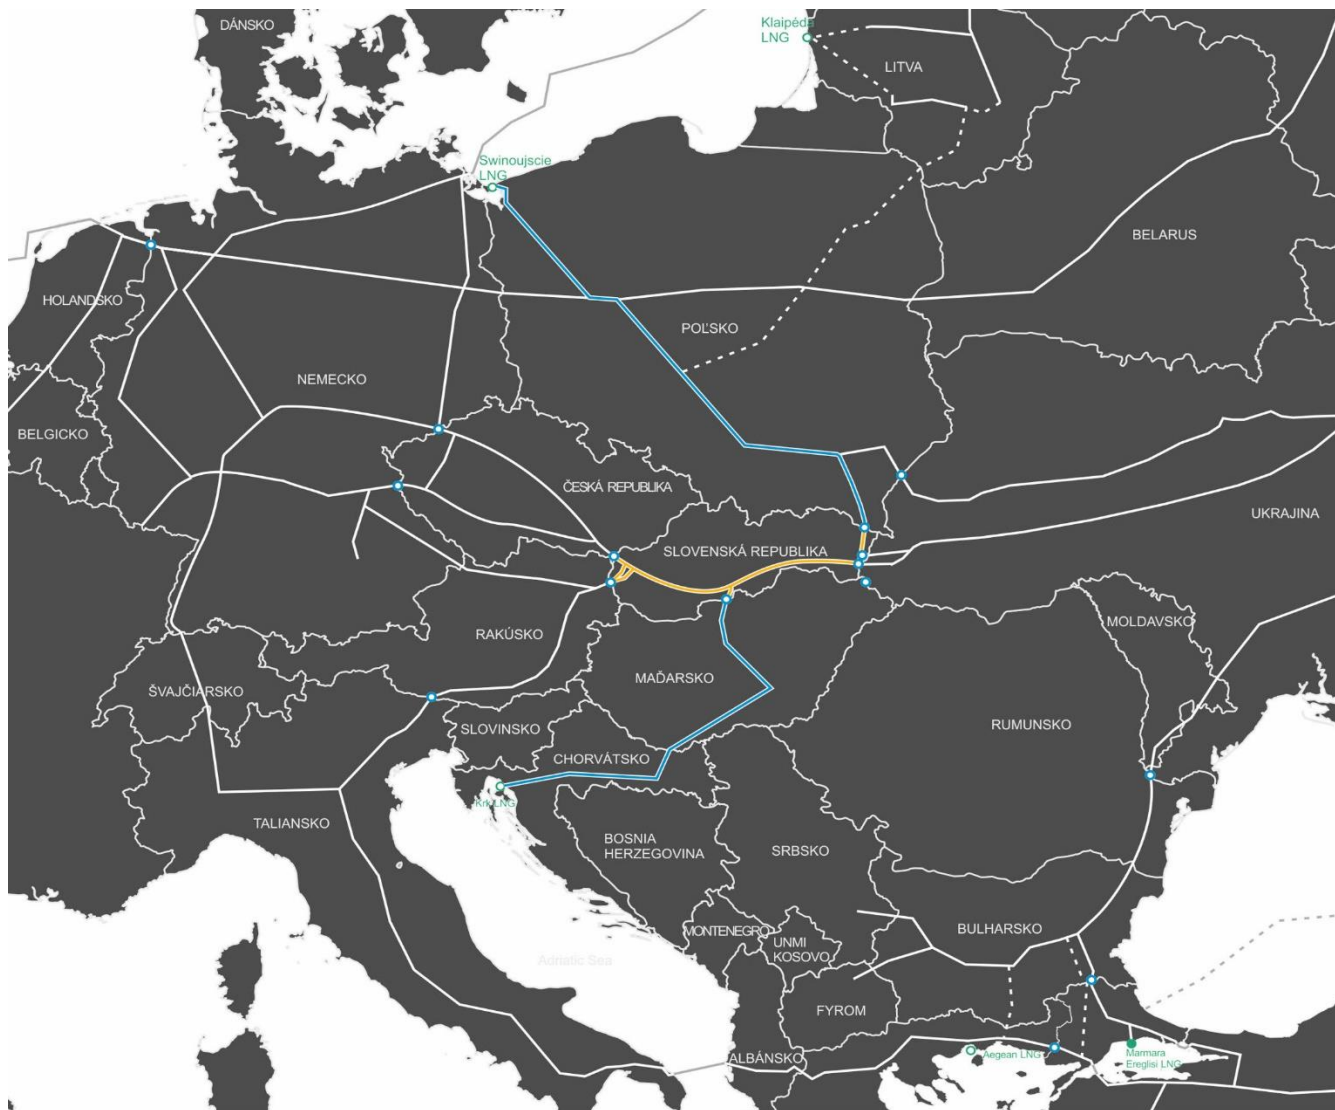 DÁNSKO
Klaipéda
LNG
LITVA
Swinoujscie
LNG
BELARUS
HOLANDSKO
POĽSKO
NEMECKO
BELGICKO
ČESKÁ REPUBLIKA
UKRAJINA
SLOVENSKÁ REPUBLIKA
MOLDAVSKO
RAKÚSKO
MAĎARSKO
ŠVAJČIARSKO
RUMUNSKO
SLOVINSKO
CHORVÁTSKO
Krk LNG
TALIANSKO
BOSNIA
HERZEGOVINA
SRBSKO
MONTENEGRO
BULHARSKO
UNMI
KOSOVO
Adriatic Sea
FYROM
ALBÁNSKO
Aegean LNG
Marmara
Ereglisi LNG